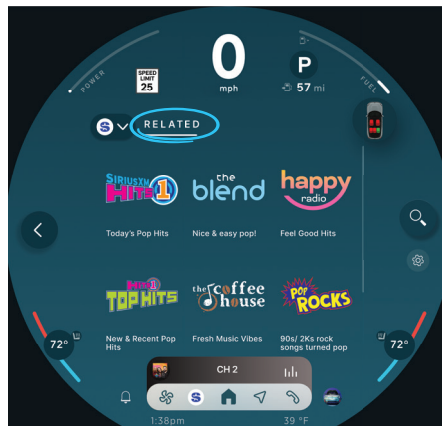 0
mph
SPEED
LIMIT
25
P
57 mi
POWER
FUEL
S
RELATED
SIRIUSXM
HITS 1
the
blend
happy
radio
Today's Pop Hits
Nice & easy pop!
Feel Good Hits
HITS 1
TOP HITS
the coffee
house
POP
ROCKS
New & Recent Pop
Hits
Fresh Music Vibes
90s/ 2Ks rock
songs turned pop
72°
72°
CH 2
S
1:38pm
39 °F